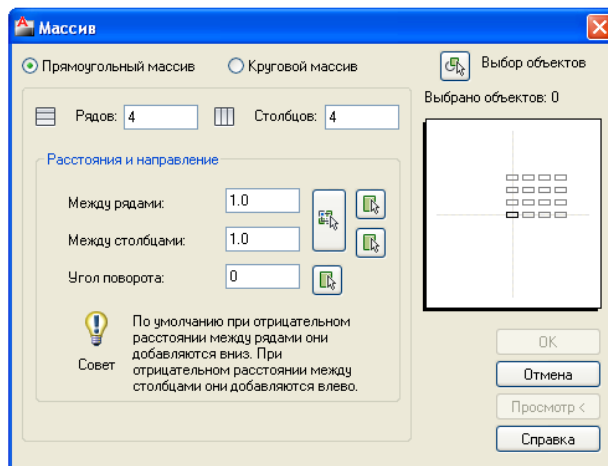 Массив
Прямоугольный массив
Круговой массив
Выбор объектов
Выбрано объектов: 0
Рядов: 4
Столбцов: 4
Расстояния и направление
Между рядами: 1.0
Между столбцами: 1.0
Угол поворота: 0
Совет
По умолчанию при отрицательном
расстоянии между рядами они
добавляются вниз. При
отрицательном расстоянии между
столбцами они добавляются влево.
OK
Отмена
Просмотр <
Справка